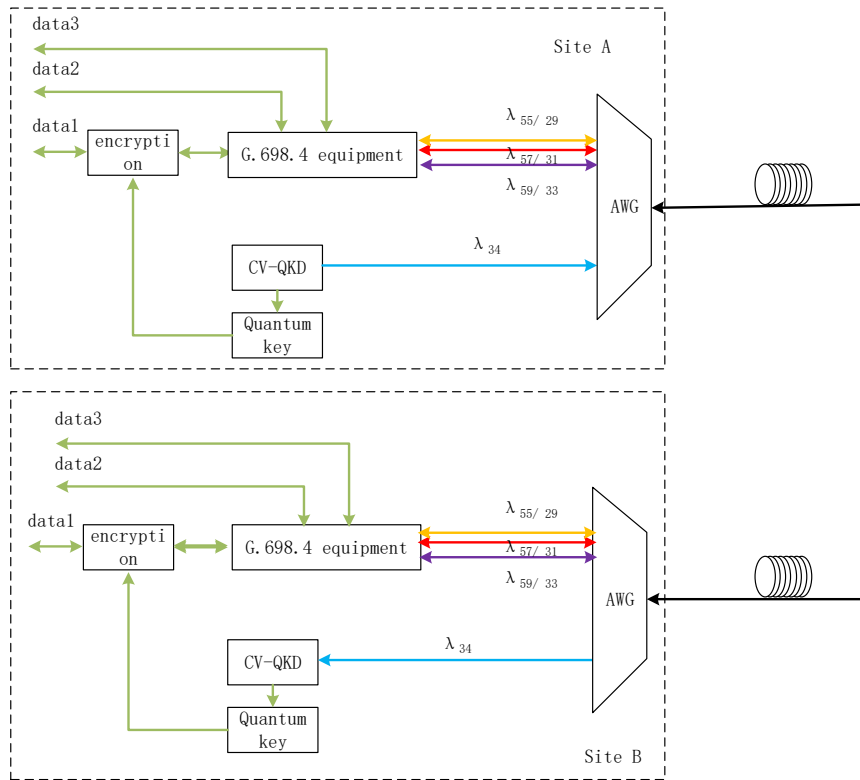 data3
Site A
data2
λ 55/ 29
data1
encrypti
on
G.698.4 equipment
λ 57/ 31
λ 59/ 33
AWG
λ 34
CV-QKD
Quantum
key
data3
data2
λ 55/ 29
data1
encrypti
on
G.698.4 equipment
λ 57/ 31
λ 59/ 33
AWG
λ 34
CV-QKD
Quantum
key
Site B